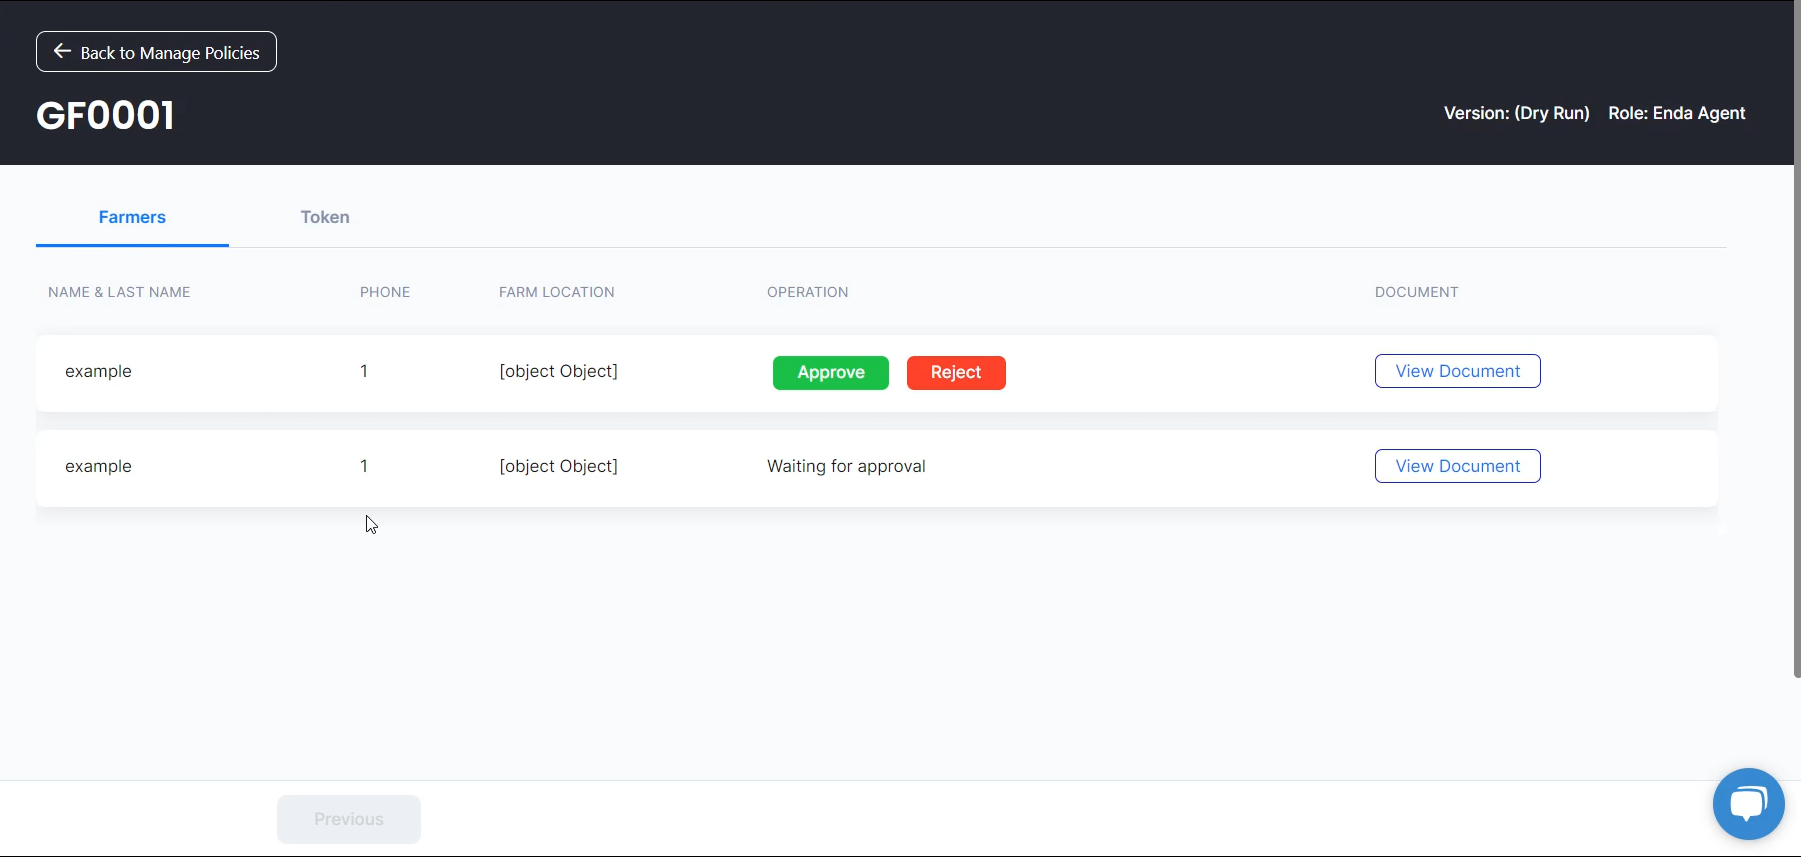 Back to Manage Policies
GF0001
Version: (Dry Run) Role: Enda Agent
Farmers Token
NAME & LAST NAME PHONE FARM LOCATION OPERATION DOCUMENT
example 1 [object Object] Approve Reject View Document
example 1 [object Object] Waiting for approval View Document
Previous